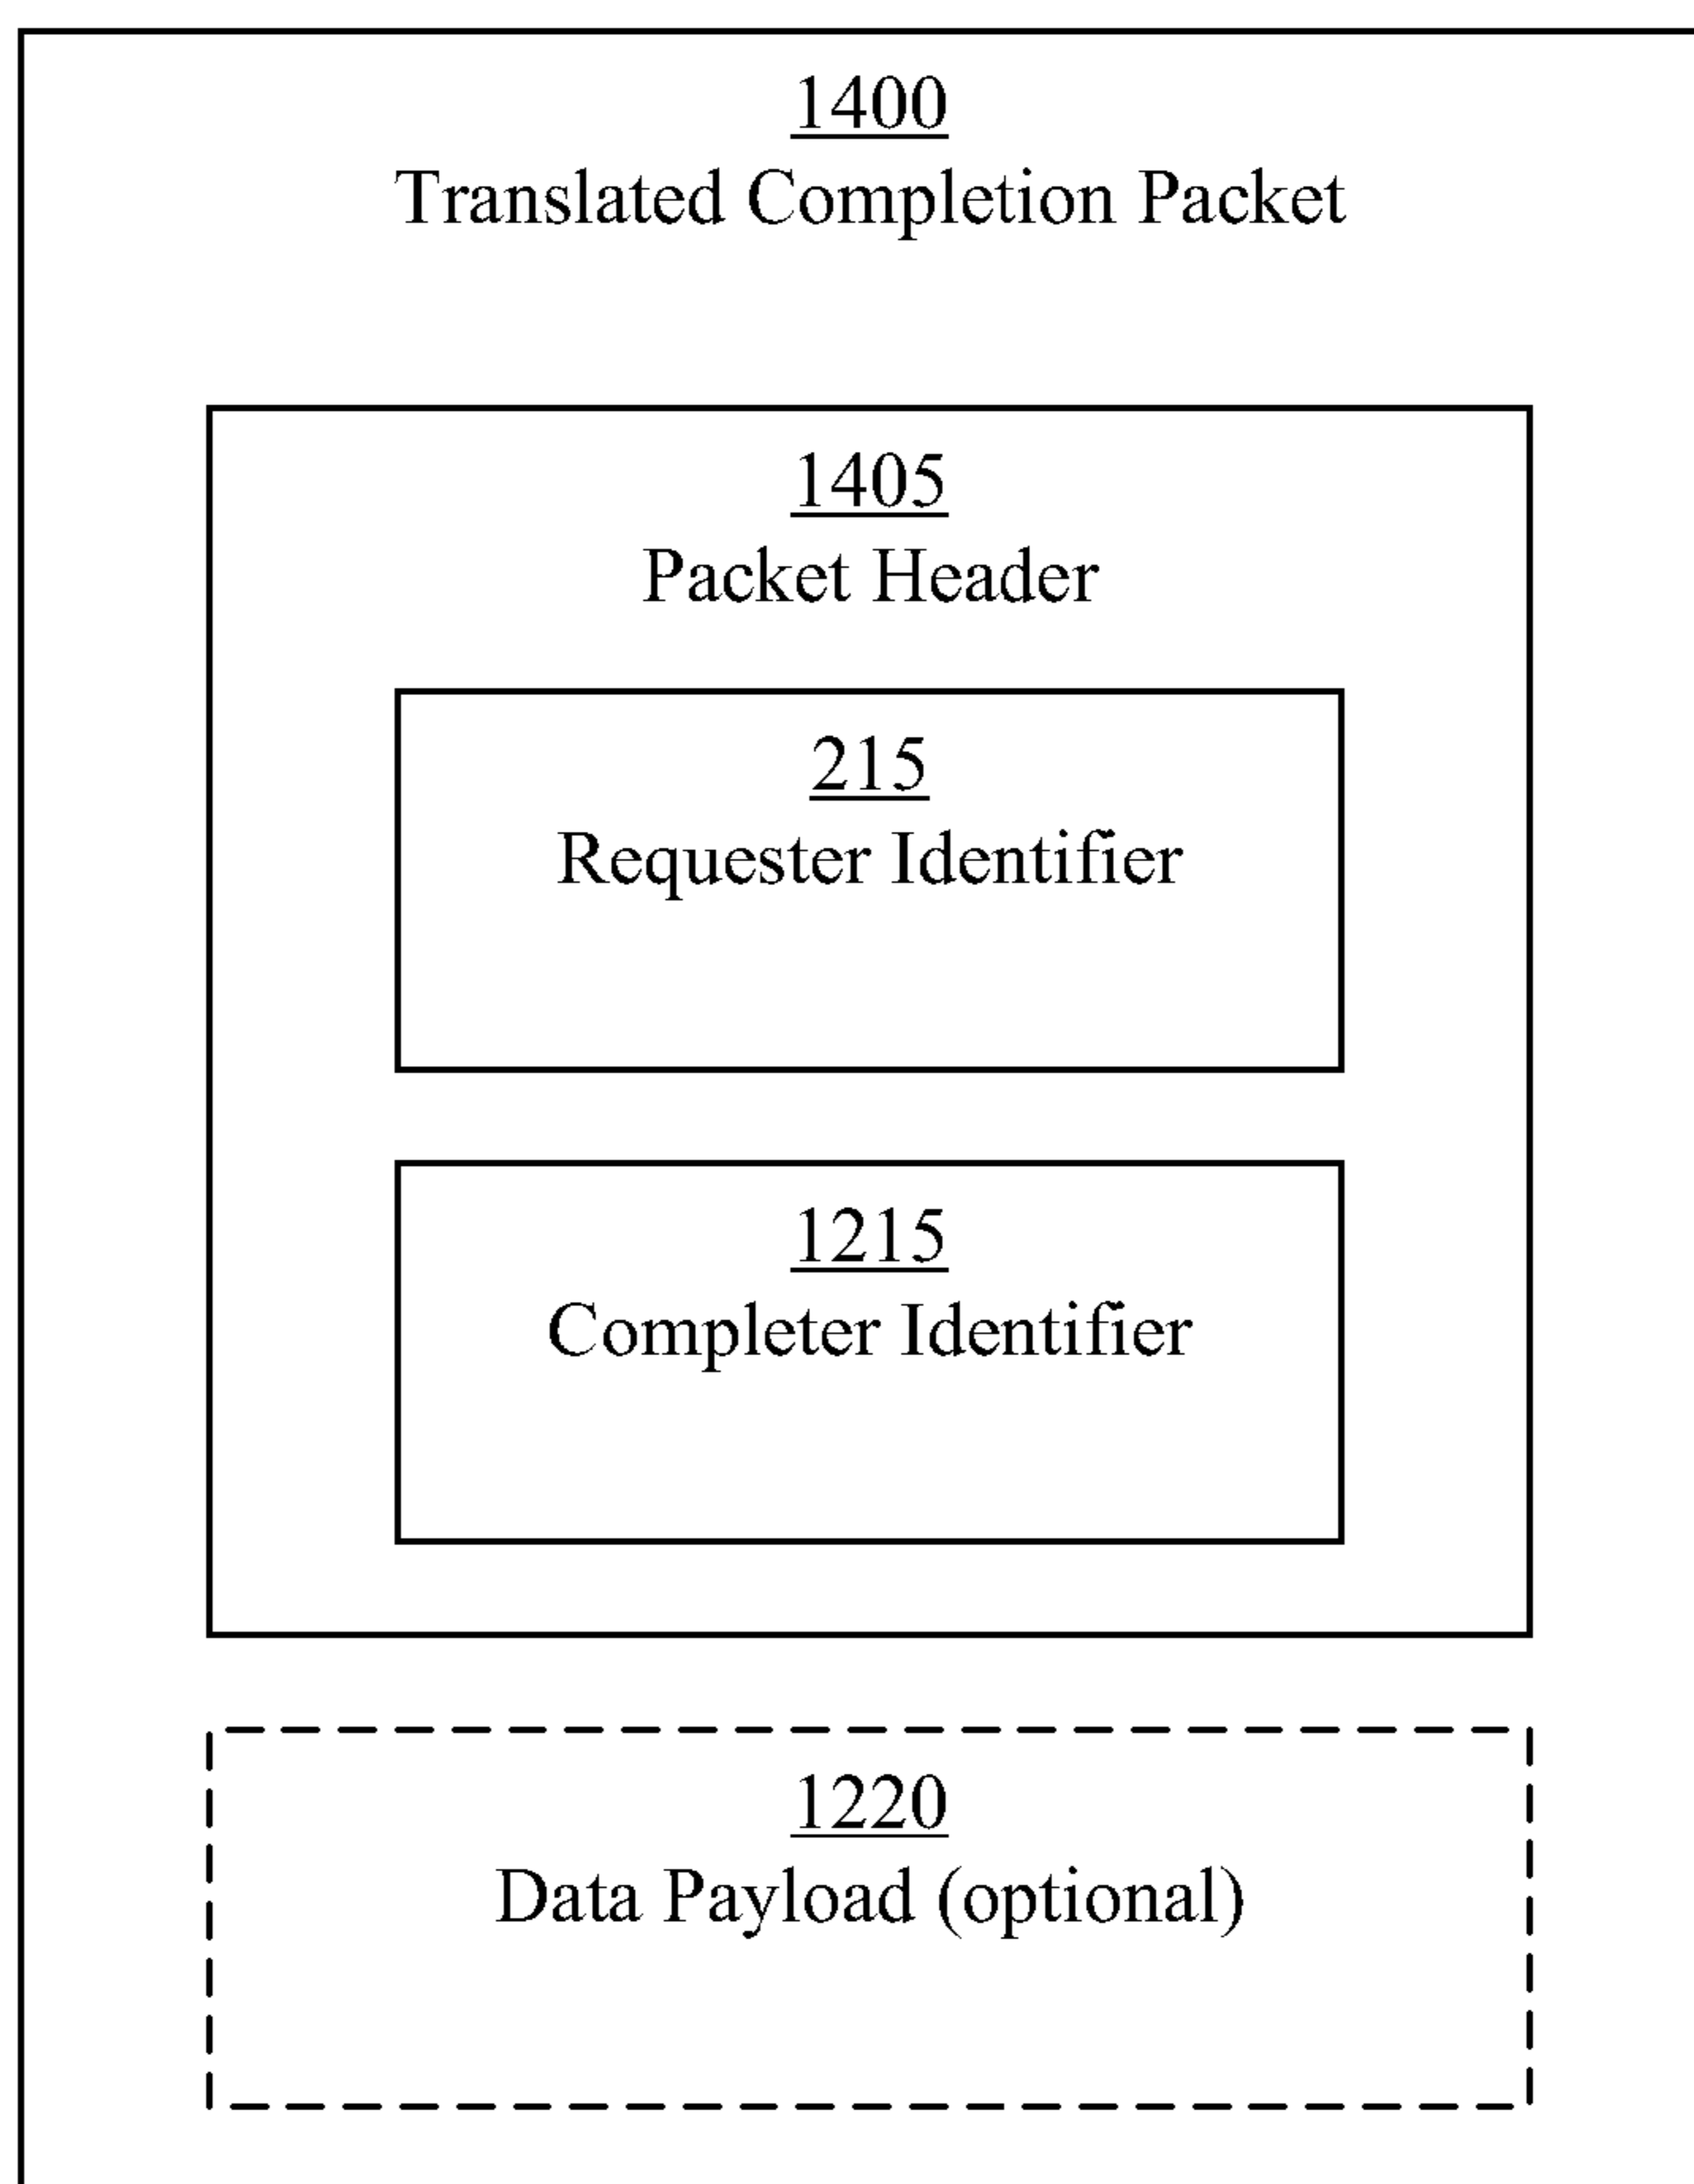 1400
Translated Completion Packet
1405
Packet Header
215
Requester Identifier
1215
Completer Identifier
1220
Data Payload (optional)